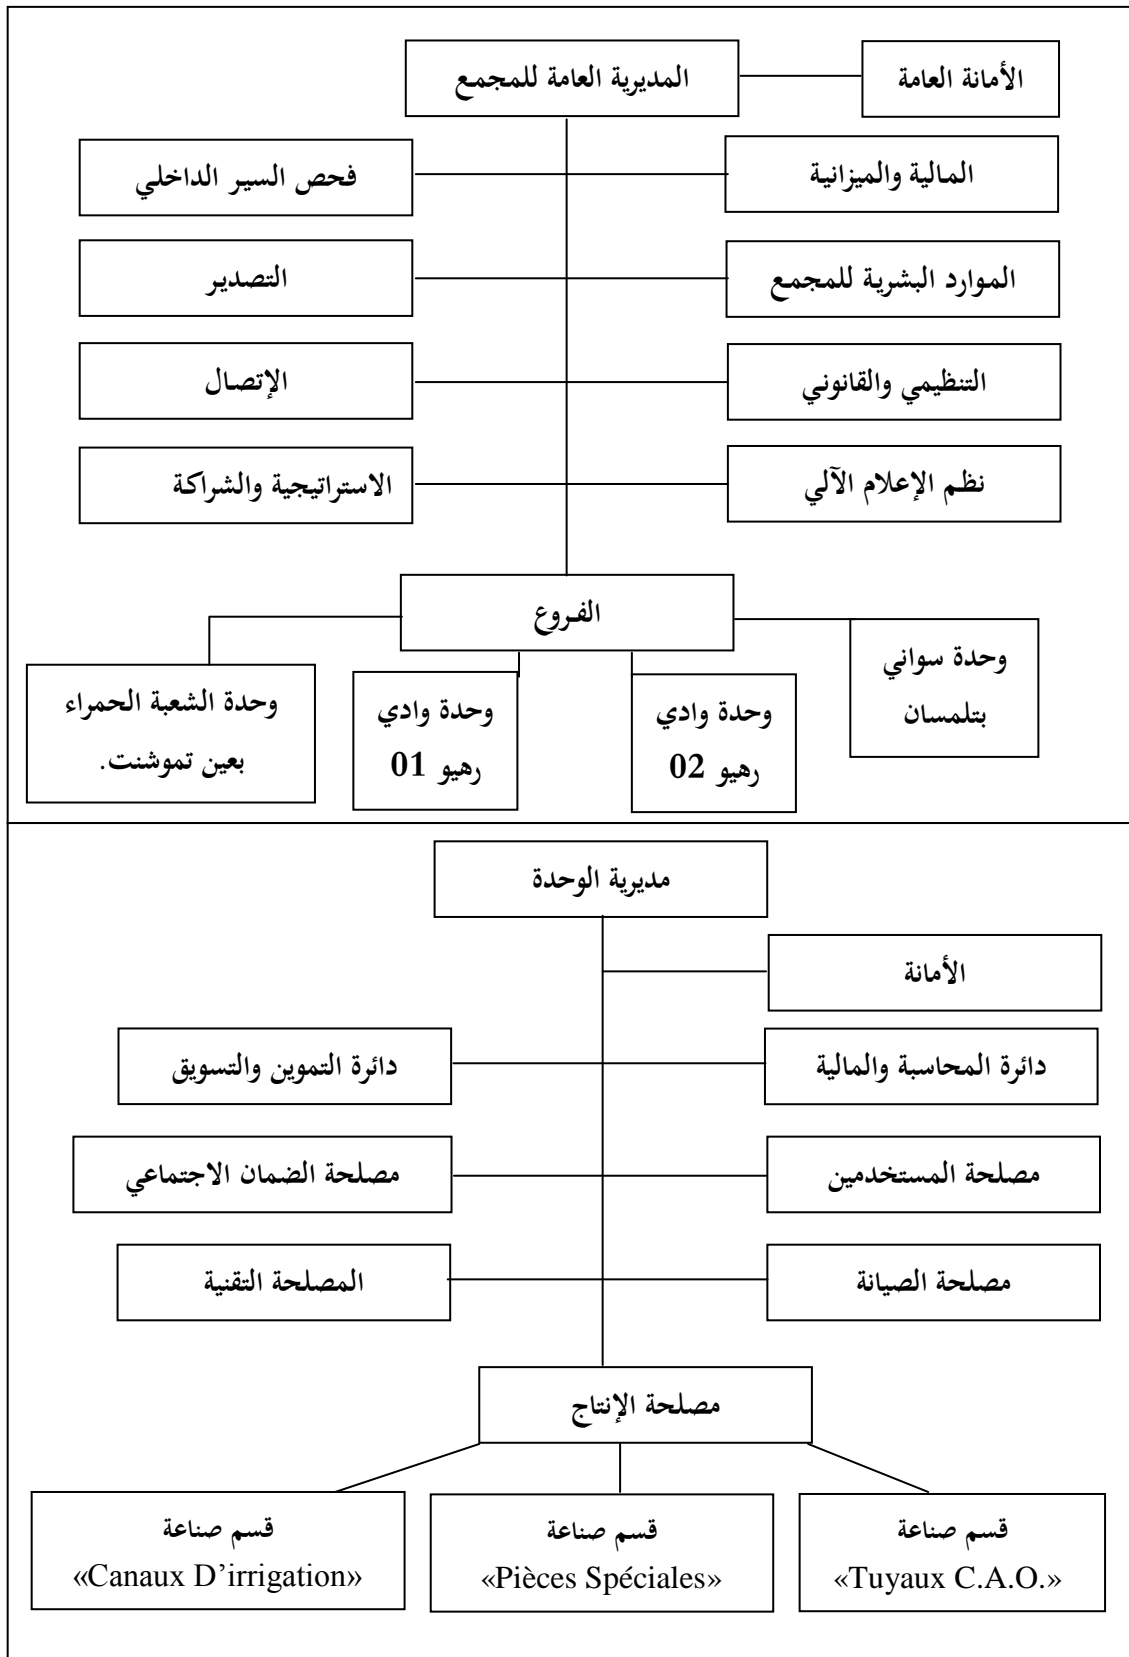 الأمانة العامة
المديرية العامة للمجمع
المالية والميزانية
فحص السير الداخلي
الموارد البشرية للمجمع
التصدير
التنظيمي والقانوني
الإتصال
نظم الإعلام الآلي
الاستراتيجية والشراكة
الفروع
وحدة سواني
بتلمسان
وحدة وادي
رهيو 02
وحدة وادي
رهيو 01
وحدة الشعبة الحمراء
بعين تموشنت.
مديرية الوحدة
الأمانة
دائرة المحاسبة والمالية
دائرة التموين والتسويق
مصلحة المستخدمين
مصلحة الضمان الاجتماعي
مصلحة الصيانة
المصلحة التقنية
مصلحة الإنتاج
قسم صناعة
«Tuyaux C.A.O.»
قسم صناعة
«Pièces Spéciales»
قسم صناعة
«Canaux D’irrigation»